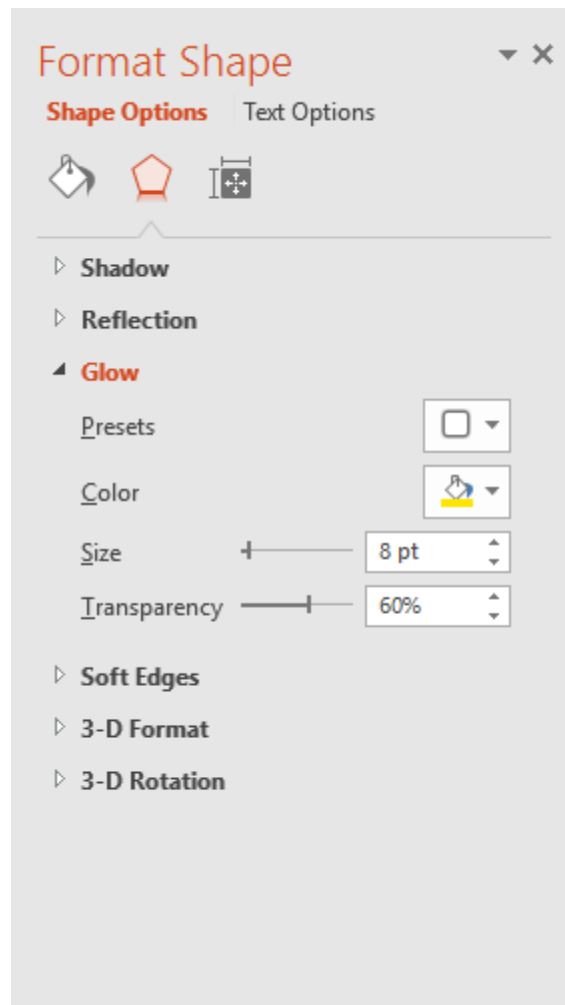 Format Shape
Shape Options Text Options
Shadow
Reflection
Glow
Presets
Color
Size 8 pt
Transparency 60%
Soft Edges
3-D Format
3-D Rotation